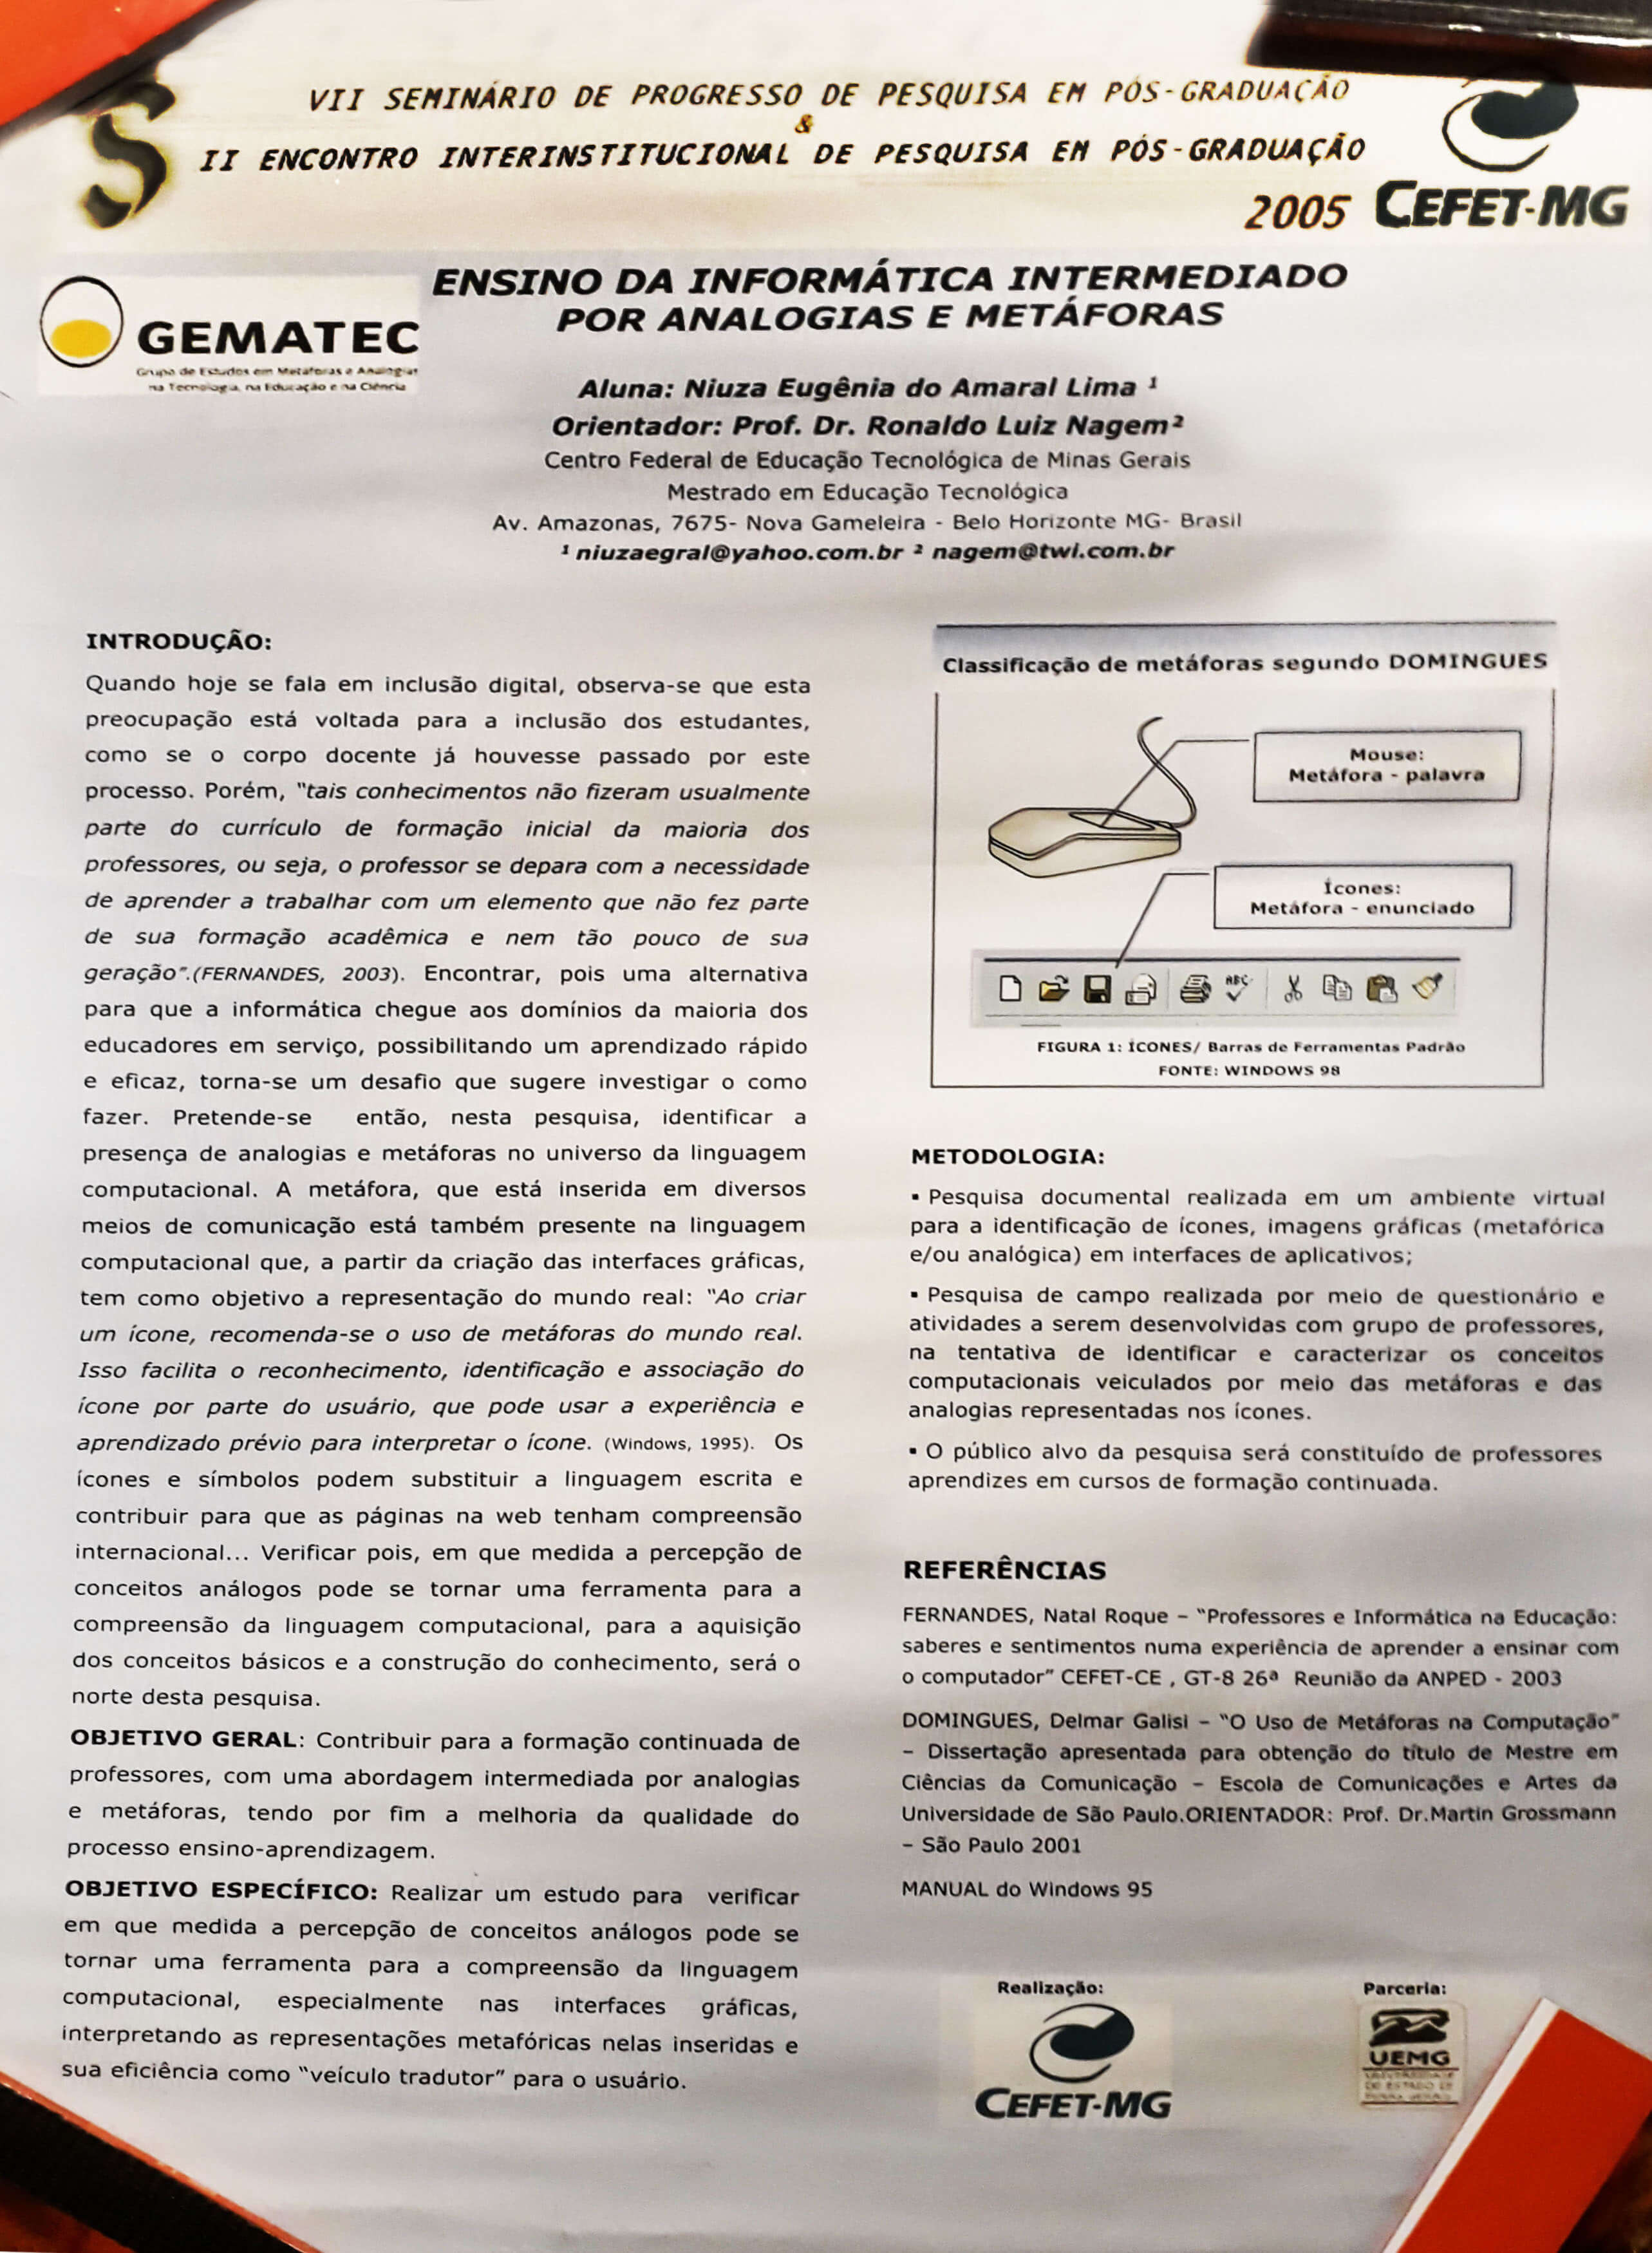 VII SEMINÁRIO DE PROGRESSO DE PESQUISA EM PÓS-GRADUAÇÃO
&
II ENCONTRO INTERINSTITUCIONAL DE PESQUISA EM PÓS-GRADUAÇÃO
2005 CEFET-MG
S
GEMATEC
Grupo de Estudos em Metáforas e Analogias
na Tecnologia, na Educação e na Ciência
ENSINO DA INFORMÁTICA INTERMEDIADO
POR ANALOGIAS E METÁFORAS
Aluna: Niuza Eugênia do Amaral Lima ¹
Orientador: Prof. Dr. Ronaldo Luiz Nagem²
Centro Federal de Educação Tecnológica de Minas Gerais
Mestrado em Educação Tecnológica
Av. Amazonas, 7675- Nova Gameleira - Belo Horizonte MG- Brasil
¹ niuzaegral@yahoo.com.br ² nagem@twi.com.br
INTRODUÇÃO:
Quando hoje se fala em inclusão digital, observa-se que esta
preocupação está voltada para a inclusão dos estudantes,
como se o corpo docente já houvesse passado por este
processo. Porém, "tais conhecimentos não fizeram usualmente
parte do currículo de formação inicial da maioria dos
professores, ou seja, o professor se depara com a necessidade
de aprender a trabalhar com um elemento que não fez parte
de sua formação acadêmica e nem tão pouco de sua
geração".(FERNANDES, 2003). Encontrar, pois uma alternativa
para que a informática chegue aos domínios da maioria dos
educadores em serviço, possibilitando um aprendizado rápido
e eficaz, torna-se um desafio que sugere investigar o como
fazer. Pretende-se então, nesta pesquisa, identificar a
presença de analogias e metáforas no universo da linguagem
computacional. A metáfora, que está inserida em diversos
meios de comunicação está também presente na linguagem
computacional que, a partir da criação das interfaces gráficas,
tem como objetivo a representação do mundo real: "Ao criar
um ícone, recomenda-se o uso de metáforas do mundo real.
Isso facilita o reconhecimento, identificação e associação do
ícone por parte do usuário, que pode usar a experiência e
aprendizado prévio para interpretar o ícone. (Windows, 1995). Os
ícones e símbolos podem substituir a linguagem escrita e
contribuir para que as páginas na web tenham compreensão
internacional... Verificar pois, em que medida a percepção de
conceitos análogos pode se tornar uma ferramenta para a
compreensão da linguagem computacional, para a aquisição
dos conceitos básicos e a construção do conhecimento, será o
norte desta pesquisa.
OBJETIVO GERAL: Contribuir para a formação continuada de
professores, com uma abordagem intermediada por analogias
e metáforas, tendo por fim a melhoria da qualidade do
processo ensino-aprendizagem.
OBJETIVO ESPECÍFICO: Realizar um estudo para verificar
em que medida a percepção de conceitos análogos pode se
tornar uma ferramenta para a compreensão da linguagem
computacional, especialmente nas interfaces gráficas,
interpretando as representações metafóricas nelas inseridas e
sua eficiência como "veículo tradutor" para o usuário.
Classificação de metáforas segundo DOMINGUES
Mouse:
Metáfora - palavra
Ícones:
Metáfora - enunciado
ABC
FIGURA 1: ÍCONES/ Barras de Ferramentas Padrão
FONTE: WINDOWS 98
METODOLOGIA:
▪ Pesquisa documental realizada em um ambiente virtual
para a identificação de ícones, imagens gráficas (metafórica
e/ou analógica) em interfaces de aplicativos;
▪ Pesquisa de campo realizada por meio de questionário e
atividades a serem desenvolvidas com grupo de professores,
na tentativa de identificar e caracterizar os conceitos
computacionais veiculados por meio das metáforas e das
analogias representadas nos ícones.
▪ O público alvo da pesquisa será constituído de professores
aprendizes em cursos de formação continuada.
REFERÊNCIAS
FERNANDES, Natal Roque – "Professores e Informática na Educação:
saberes e sentimentos numa experiência de aprender a ensinar com
o computador" CEFET-CE , GT-8 26ª Reunião da ANPED - 2003
DOMINGUES, Delmar Galisi – "O Uso de Metáforas na Computação"
– Dissertação apresentada para obtenção do título de Mestre em
Ciências da Comunicação – Escola de Comunicações e Artes da
Universidade de São Paulo.ORIENTADOR: Prof. Dr.Martin Grossmann
– São Paulo 2001
MANUAL do Windows 95
Realização:
CEFET-MG
Parceria:
UEMG
UNIVERSIDADE
DO ESTADO DE
MINAS GERAIS